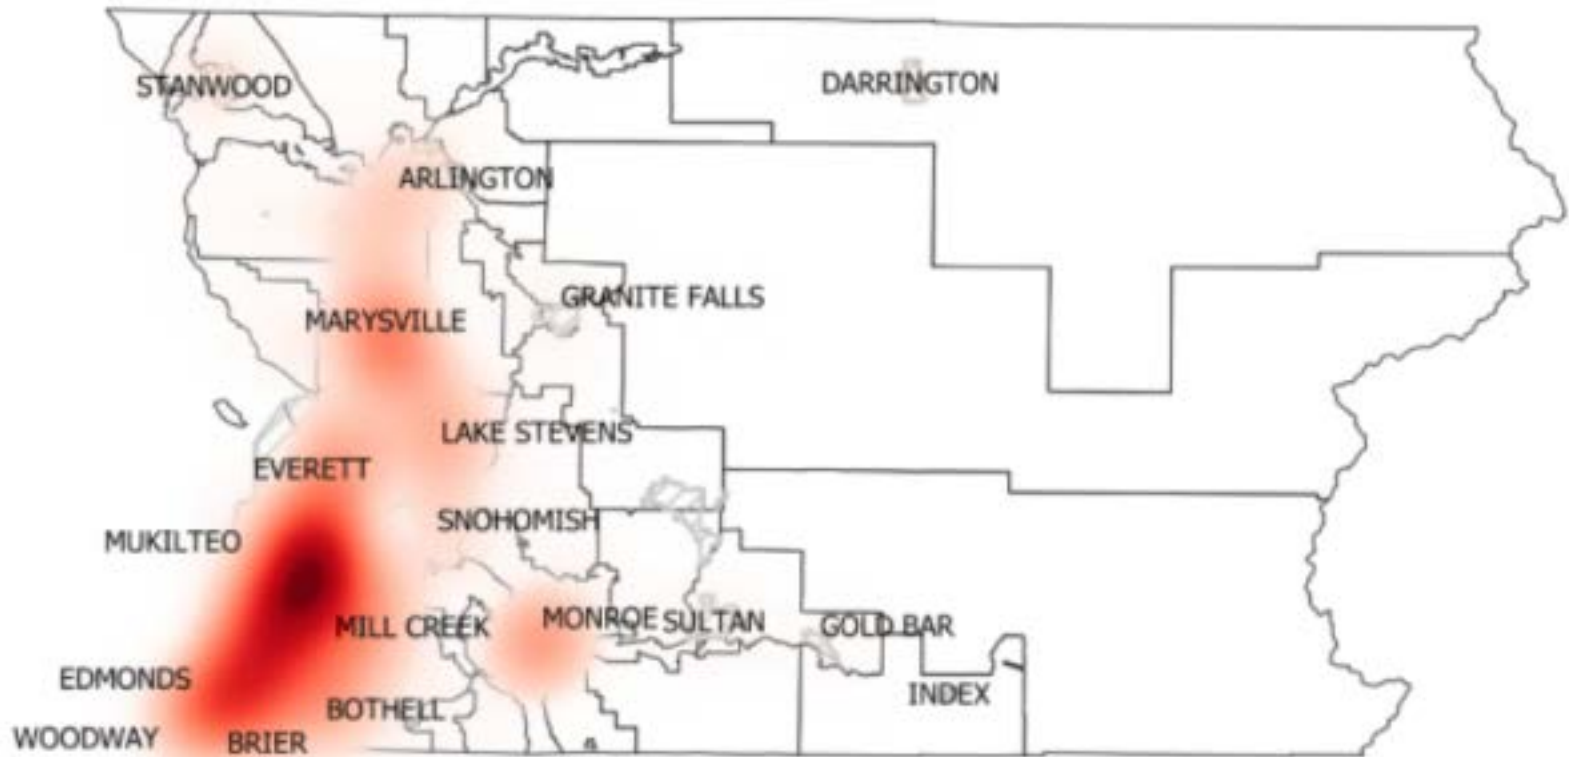 STANWOOD
DARRINGTON
ARLINGTON
GRANITE FALLS
MARYSVILLE
LAKE STEVENS
EVERETT
SNOHOMISH
MUKILTEO
MONROE
SULTAN
MILL CREEK
GOLD BAR
EDMONDS
INDEX
BOTHELL
WOODWAY
BRIER